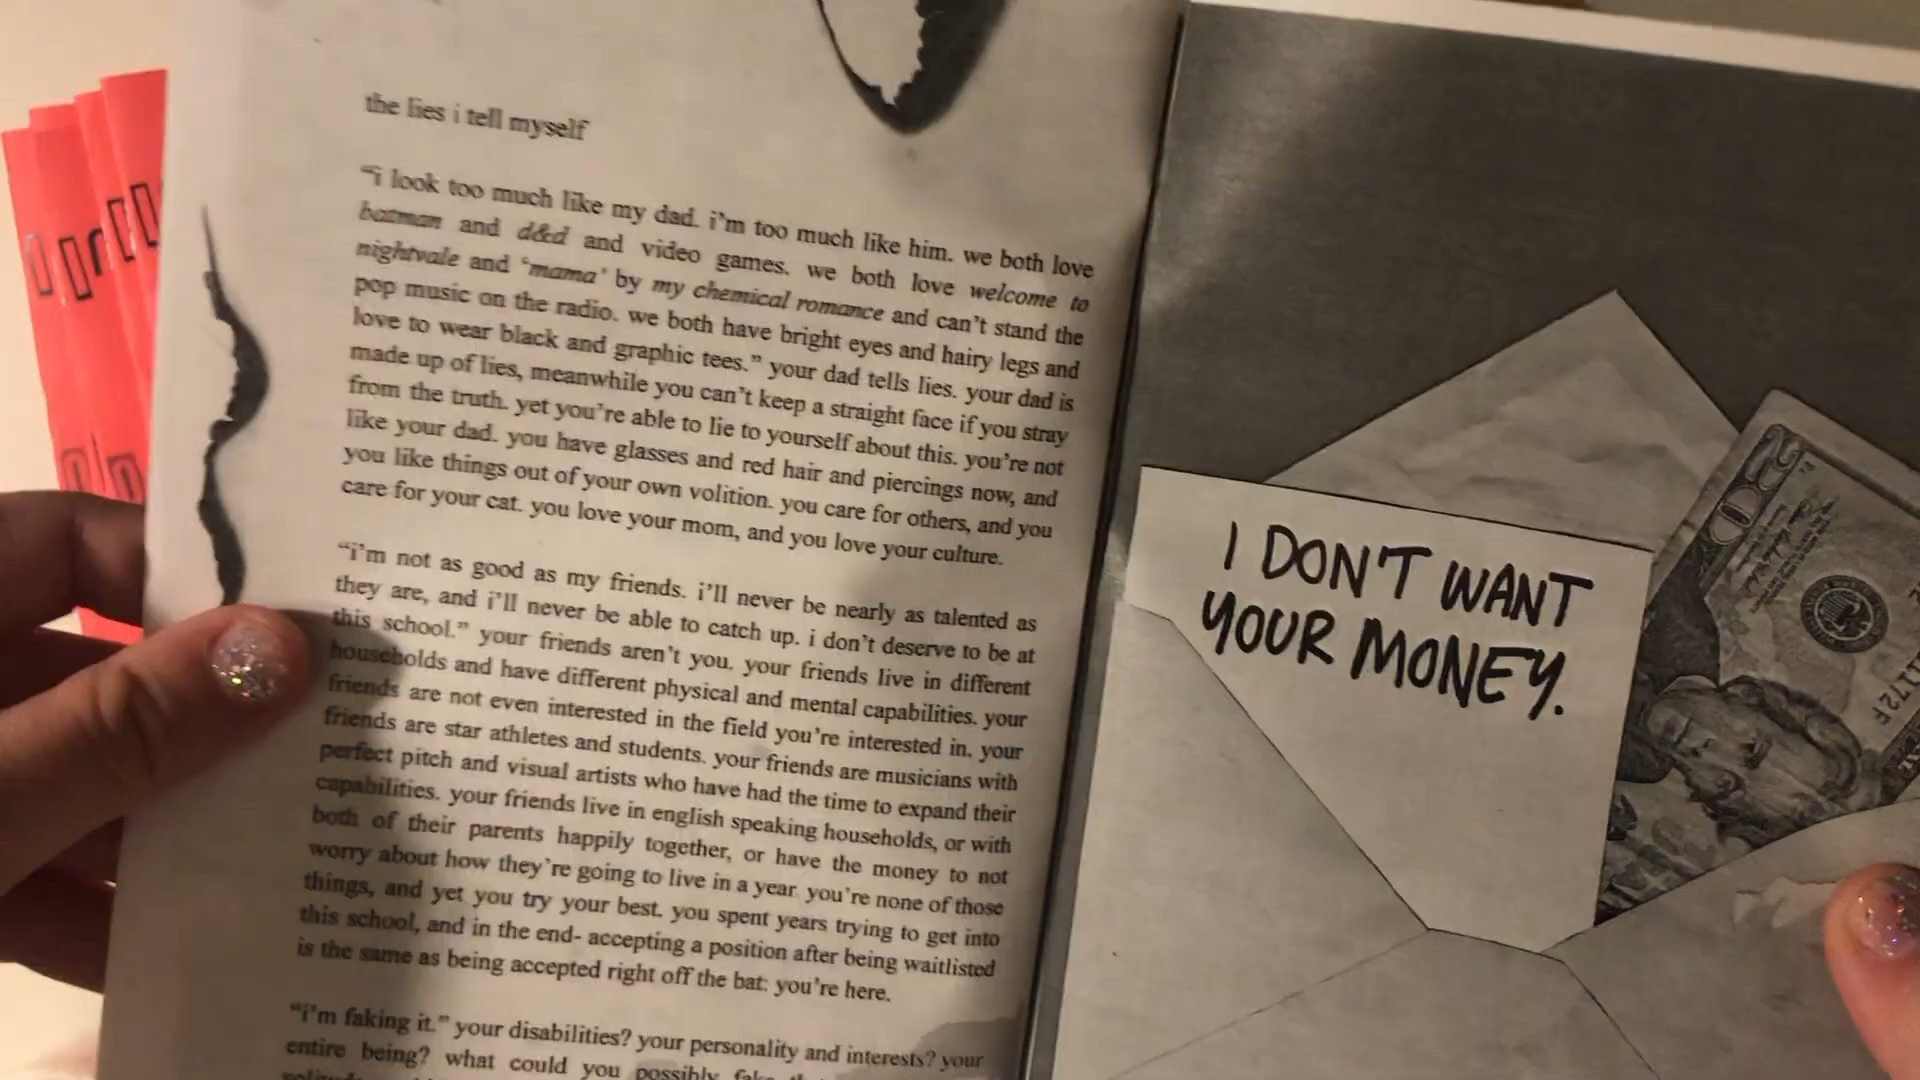 the lies i tell myself
“i look too much like my dad. i’m too much like him. we both love
batman and d&d and video games. we both love welcome to
nightvale and ‘mama’ by my chemical romance and can’t stand the
pop music on the radio. we both have bright eyes and hairy legs and
love to wear black and graphic tees.” your dad tells lies. your dad is
made up of lies, meanwhile you can’t keep a straight face if you stray
from the truth. yet you’re able to lie to yourself about this. you’re not
like your dad. you have glasses and red hair and piercings now, and
you like things out of your own volition. you care for others, and you
care for your cat. you love your mom, and you love your culture.
“i’m not as good as my friends. i’ll never be nearly as talented as
they are, and i’ll never be able to catch up. i don’t deserve to be at
this school.” your friends aren’t you. your friends live in different
households and have different physical and mental capabilities. your
friends are not even interested in the field you’re interested in. your
friends are star athletes and students. your friends are musicians with
perfect pitch and visual artists who have had the time to expand their
capabilities. your friends live in english speaking households, or with
both of their parents happily together, or have the money to not
worry about how they’re going to live in a year. you’re none of those
things, and yet you try your best. you spent years trying to get into
this school, and in the end- accepting a position after being waitlisted
is the same as being accepted right off the bat: you’re here.
“i’m faking it.” your disabilities? your personality and interests? your
entire being? what could you possibly
I DON'T WANT
YOUR MONEY.
20
1172F